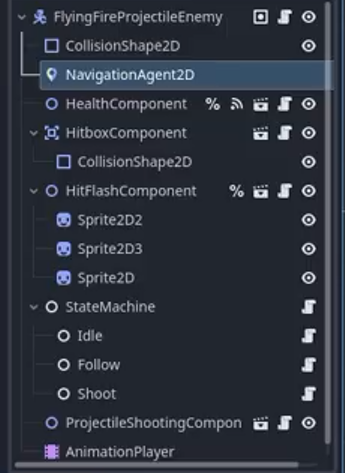 FlyingFireProjectileEnemy
CollisionShape2D
NavigationAgent2D
HealthComponent %
HitboxComponent
CollisionShape2D
HitFlashComponent %
Sprite2D2
Sprite2D3
Sprite2D
StateMachine
Idle
Follow
Shoot
ProjectileShootingCompon
AnimationPlayer